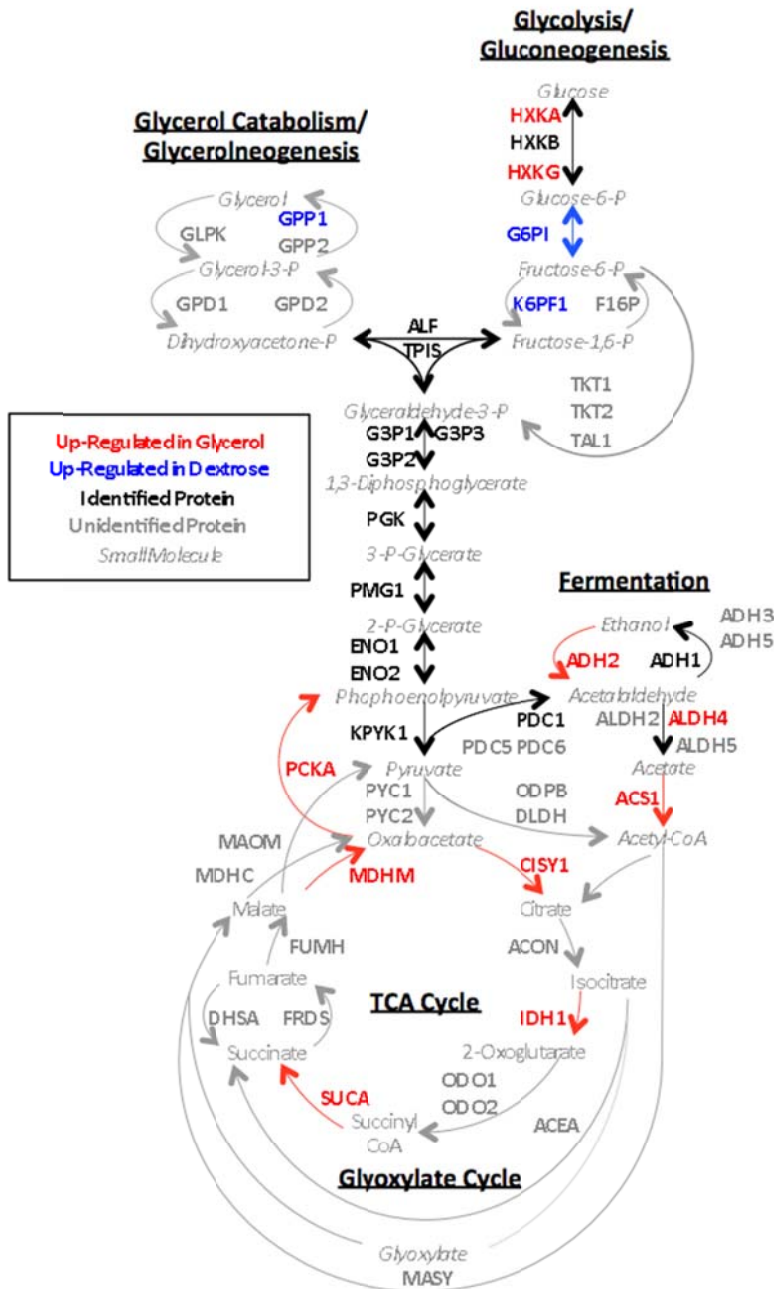 Glycolysis/
Gluconeogenesis
Glucose
HXKA
HXKB
HXKG
Glucose-6-P
G6PI
Fructose-6-P
K6PF1 F16P
Fructose-1,6-P
TKT1
TKT2
TAL1
Glycerol Catabolism/
Glycerolneogenesis
Glycerol
GPP1
GLPK
GPP2
Glycerol-3-P
GPD1 GPD2
Dihydroxyacetone-P
ALF
TPIS
Glyceraldehyde-3-P
G3P1 G3P3
G3P2
1,3-Diphosphoglycerate
PGK
3-P-Glycerate
PMG1
2-P-Glycerate
ENO1
ENO2
Phophoenolpyruvate
KPYK1
Up-Regulated in Glycerol
Up-Regulated in Dextrose
Identified Protein
Unidentified Protein
Small Molecule
Fermentation
Ethanol
ADH3
ADH5
ADH2 ADH1
Acetalaldehyde
PDC1
PDC5 PDC6
ALDH2 ALDH4
ALDH5
Acetate
ACS1
Acetyl-CoA
Pyruvate
PCKA
PYC1
PYC2
ODPB
DLDH
Oxaloacetate
MAOM
MDHC
MDHM
CISY1
Malate
Citrate
FUMH
ACON
Fumarate
Isocitrate
TCA Cycle
DHSA FRDS
IDH1
Succinate
2-Oxoglutarate
SUCA
ODO1
ODO2
Succinyl
CoA
ACEA
Glyoxylate Cycle
Glyoxylate
MASY